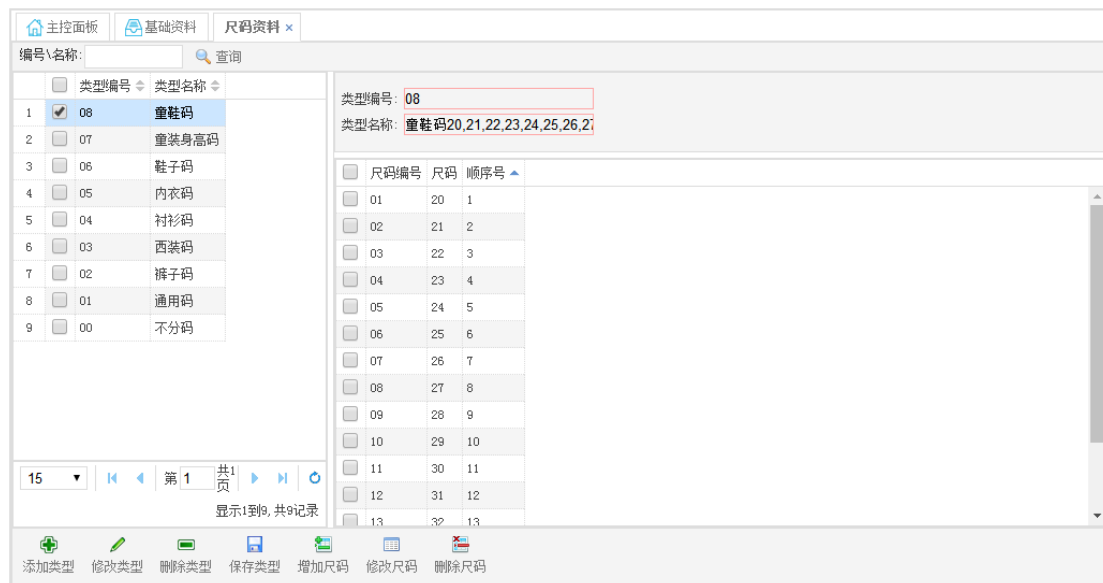 主控面板 基础资料 尺码资料 ×
编号\名称: 查询
类型编号 类型名称
1 08 童鞋码
2 07 童装身高码
3 06 鞋子码
4 05 内衣码
5 04 衬衫码
6 03 西装码
7 02 裤子码
8 01 通用码
9 00 不分码
15 第 1 共1页
显示1到9,共9记录
类型编号: 08
类型名称: 童鞋码20,21,22,23,24,25,26,27
尺码编号 尺码 顺序号
01 20 1
02 21 2
03 22 3
04 23 4
05 24 5
06 25 6
07 26 7
08 27 8
09 28 9
10 29 10
11 30 11
12 31 12
13 32 13
添加类型 修改类型 删除类型 保存类型 增加尺码 修改尺码 删除尺码